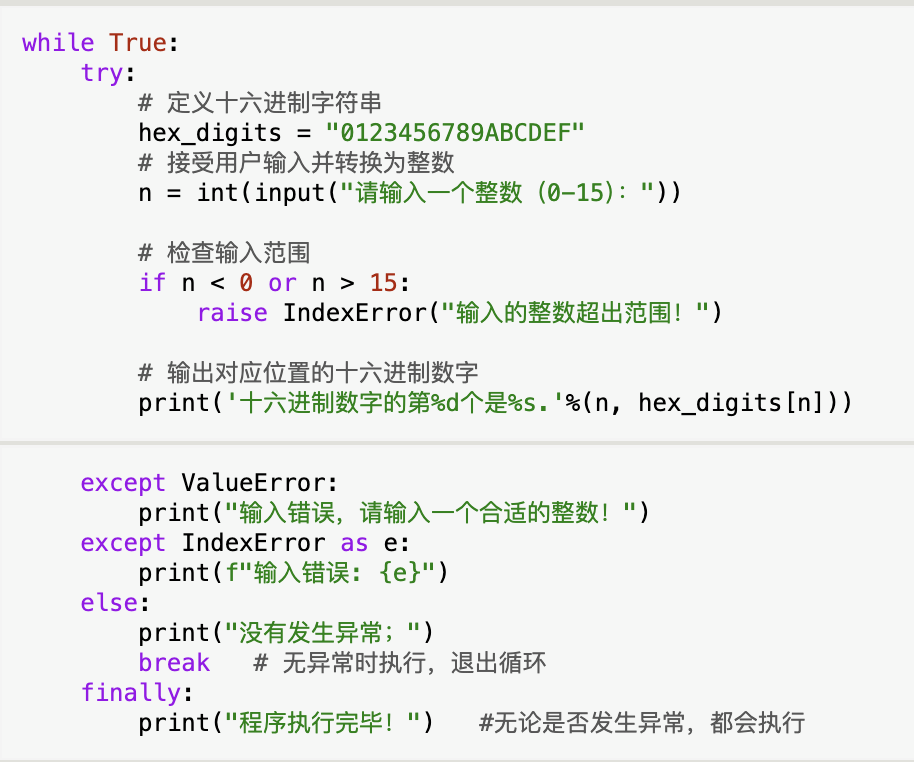 while True:
    try:
        # 定义十六进制字符串
        hex_digits = "0123456789ABCDEF"
        # 接受用户输入并转换为整数
        n = int(input("请输入一个整数（0-15）："))

        # 检查输入范围
        if n < 0 or n > 15:
            raise IndexError("输入的整数超出范围！")

        # 输出对应位置的十六进制数字
        print('十六进制数字的第%d个是%s.'%(n, hex_digits[n]))

    except ValueError:
        print("输入错误，请输入一个合适的整数！")
    except IndexError as e:
        print(f"输入错误: {e}")
    else:
        print("没有发生异常；")
        break   # 无异常时执行，退出循环
    finally:
        print("程序执行完毕！")   #无论是否发生异常，都会执行